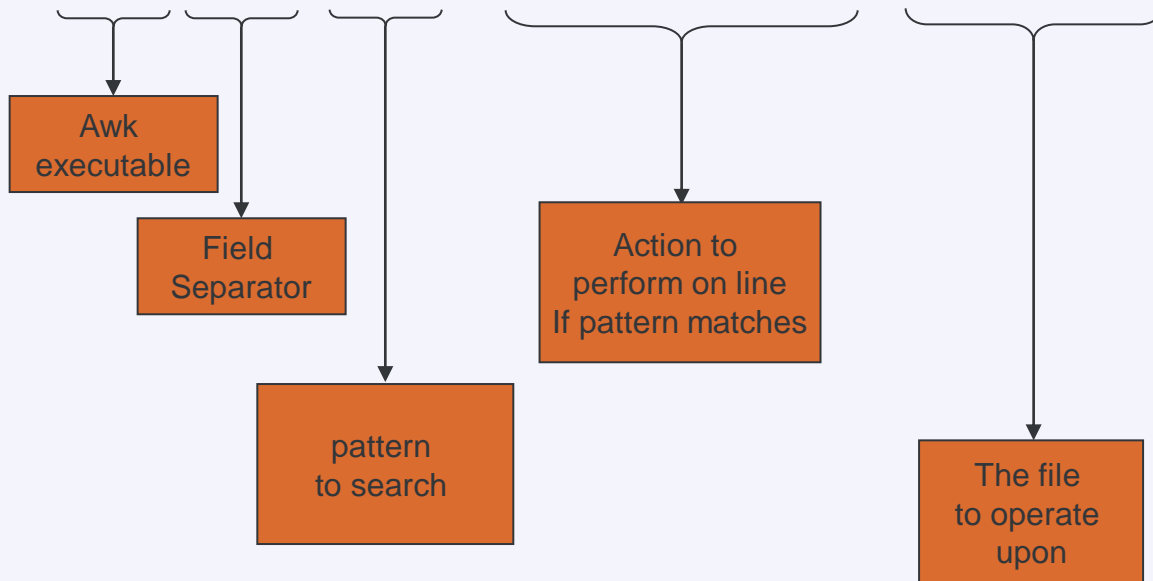 Awk
executable
Field
Separator
pattern
to search
Action to
perform on line
If pattern matches
The file
to operate
upon